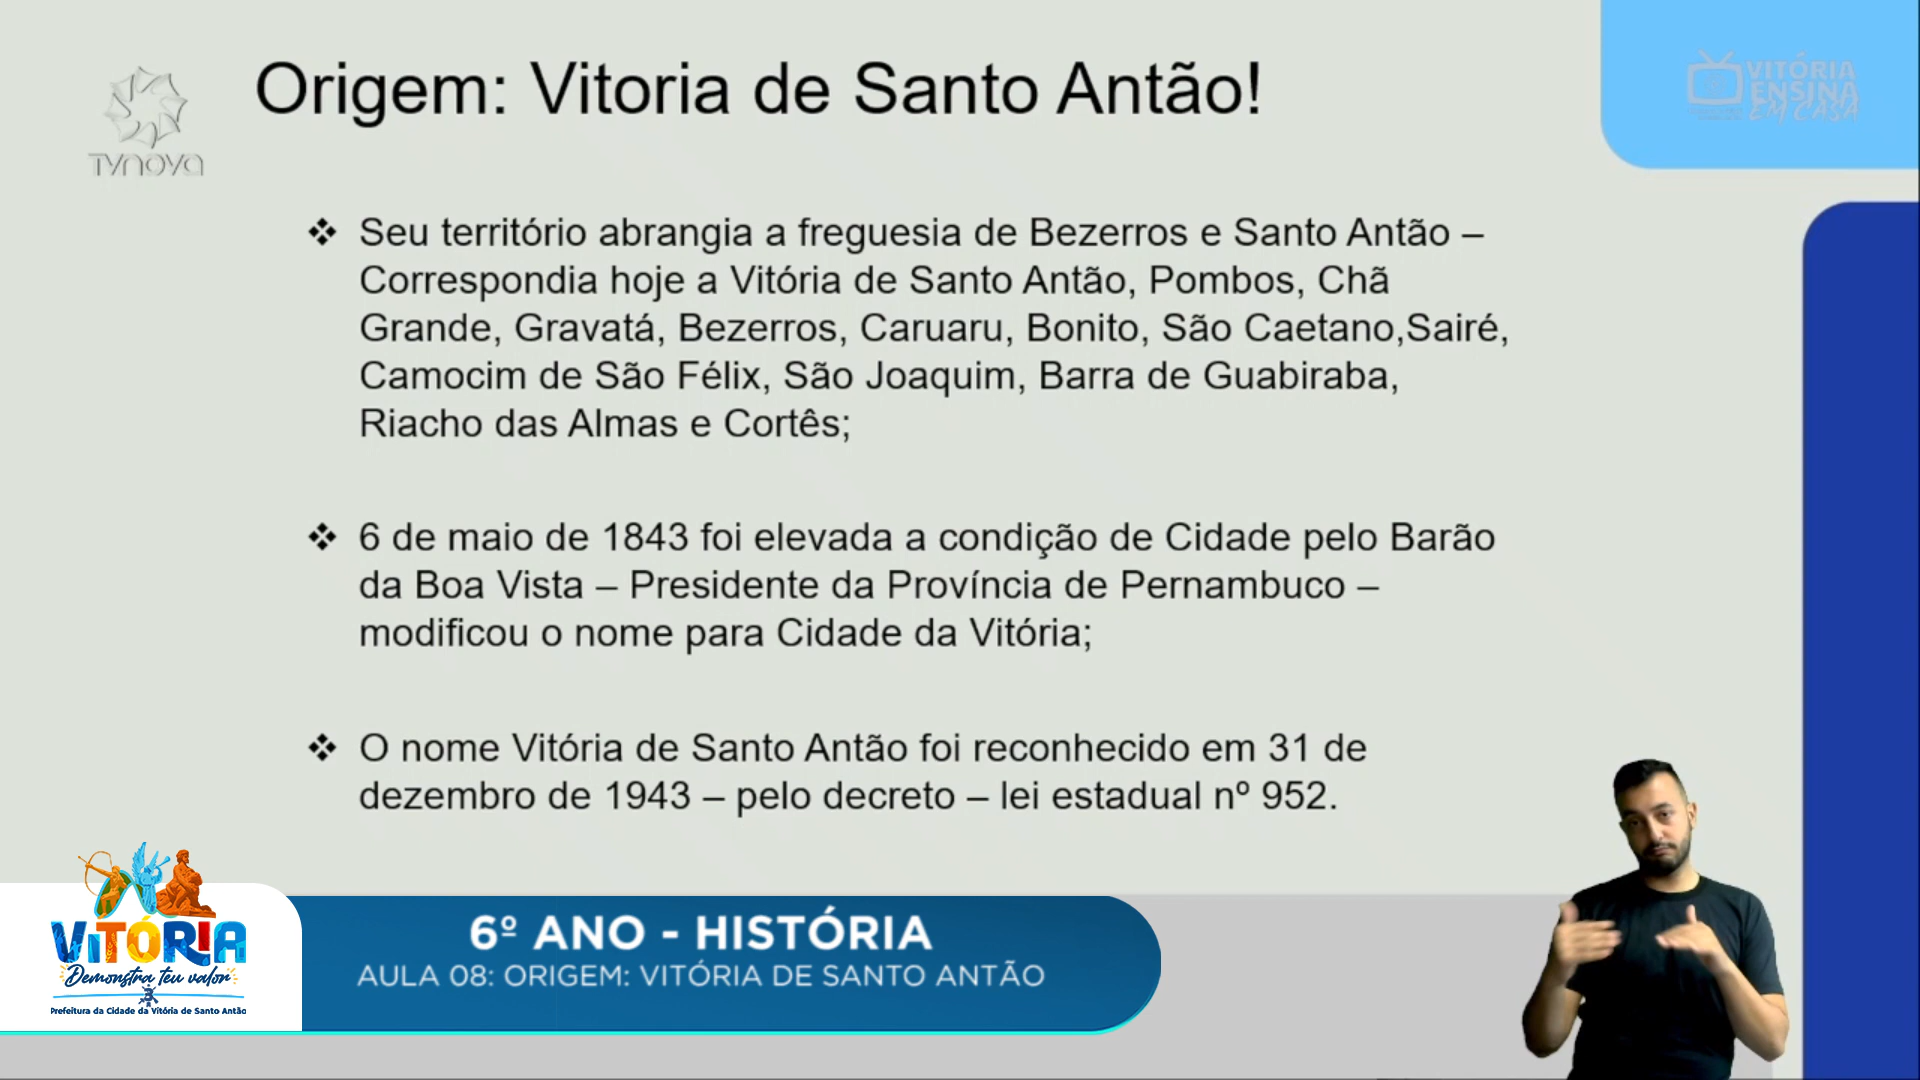 Origem: Vitoria de Santo Antão!
TVNOVA
VITÓRIA
ENSINA
EM CASA
❖ Seu território abrangia a freguesia de Bezerros e Santo Antão –
Correspondia hoje a Vitória de Santo Antão, Pombos, Chã
Grande, Gravatá, Bezerros, Caruaru, Bonito, São Caetano,Sairé,
Camocim de São Félix, São Joaquim, Barra de Guabiraba,
Riacho das Almas e Cortês;
❖ 6 de maio de 1843 foi elevada a condição de Cidade pelo Barão
da Boa Vista – Presidente da Província de Pernambuco –
modificou o nome para Cidade da Vitória;
❖ O nome Vitória de Santo Antão foi reconhecido em 31 de
dezembro de 1943 – pelo decreto – lei estadual nº 952.
VITÓRIA
Demonstra teu valor
Prefeitura da Cidade da Vitória de Santo Antão
6º ANO - HISTÓRIA
AULA 08: ORIGEM: VITÓRIA DE SANTO ANTÃO